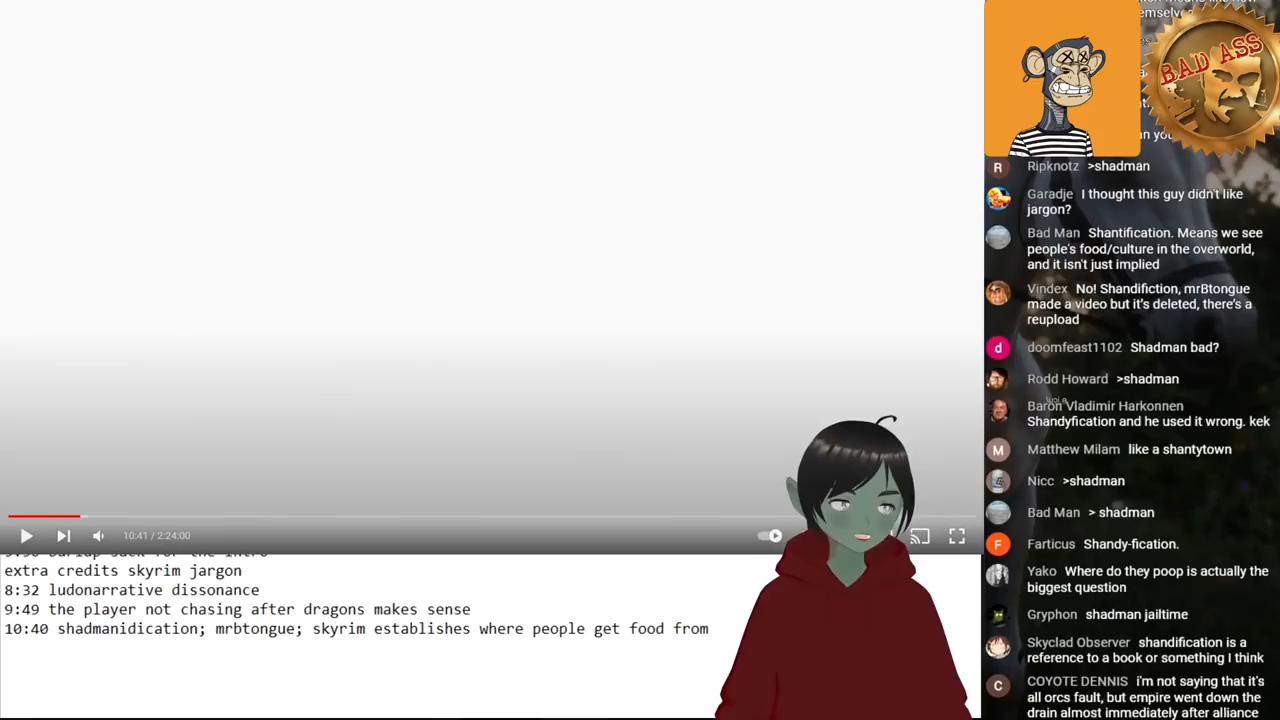 BAD ASS
Ripknotz >shadman
Garadje I thought this guy didn't like
jargon?
Bad Man Shantification. Means we see
people's food/culture in the overworld,
and it isn't just implied
Vindex No! Shandifiction, mrBtongue
made a video but it's deleted, there's a
reupload
d doomfeast1102 Shadman bad?
Rodd Howard >shadman
Baron Vladimir Harkonnen
Shandyfication and he used it wrong. kek
M Matthew Milam like a shantytown
Nicc >shadman
Bad Man > shadman
F Farticus Shandy-fication.
Yako Where do they poop is actually the
biggest question
Gryphon shadman jailtime
Skyclad Observer shandification is a
reference to a book or something I think
C COYOTE DENNIS i'm not saying that it's
all orcs fault, but empire went down the
drain almost immediately after alliance
10:41 / 2:24:00
extra credits skyrim jargon
8:32 ludonarrative dissonance
9:49 the player not chasing after dragons makes sense
10:40 shadmanidication; mrbtongue; skyrim establishes where people get food from